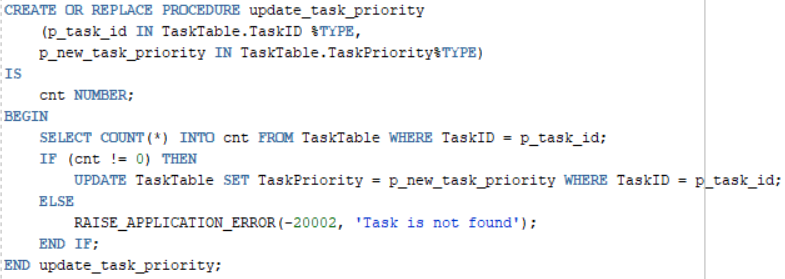 CREATE OR REPLACE PROCEDURE update_task_priority
(p_task_id IN TaskTable.TaskID %TYPE,
p_new_task_priority IN TaskTable.TaskPriority%TYPE)
IS
cnt NUMBER;
BEGIN
SELECT COUNT(*) INTO cnt FROM TaskTable WHERE TaskID = p_task_id;
IF (cnt != 0) THEN
UPDATE TaskTable SET TaskPriority = p_new_task_priority WHERE TaskID = p_task_id;
ELSE
RAISE_APPLICATION_ERROR(-20002, 'Task is not found');
END IF;
END update_task_priority;